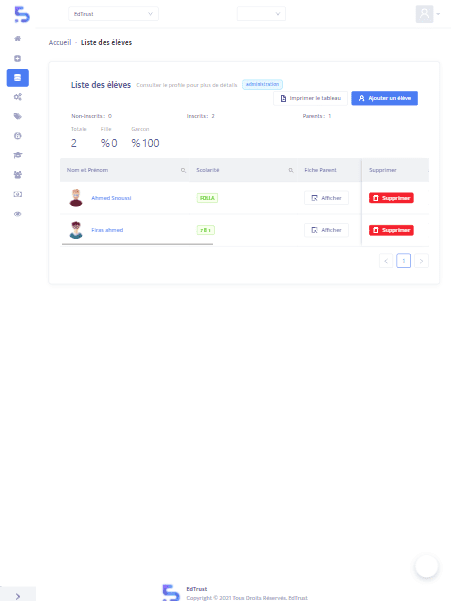 EdTrust
Accueil - Liste des élèves
Liste des élèves Consulter le profile pour plus de détails administration
Imprimer le tableau Ajouter un élève
Non-inscrits : 0 Inscrits : 2 Parents : 1
Totale Fille Garcon
2 %0 %100
Nom et Prénom Scolarité Fiche Parent Supprimer
Ahmed Snoussi FOLLA Afficher Supprimer
Firas ahmed 7 B 1 Afficher Supprimer
1
EdTrust
Copyright © 2021 Tous Droits Réservés. EdTrust